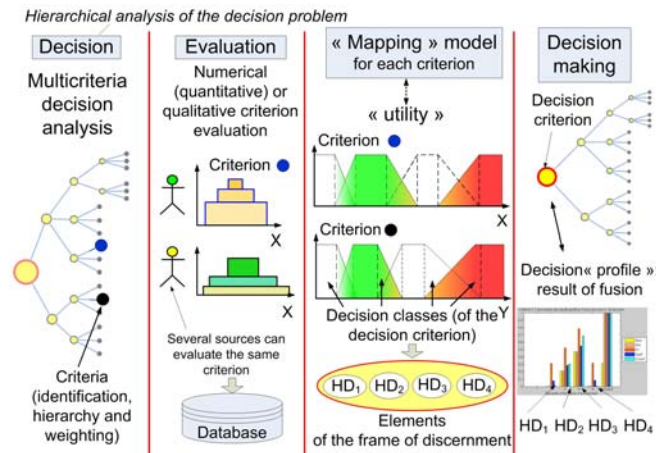 Hierarchical analysis of the decision problem
Decision
Multicriteria
decision
analysis
Criteria
(identification,
hierarchy and
weighting)
Evaluation
Numerical
(quantitative) or
qualitative criterion
evaluation
Criterion
X
X
Several sources can
evaluate the same
criterion
Database
« Mapping » model
for each criterion
« utility »
Criterion
X
Criterion
Y
Decision classes (of the
decision criterion)
HD1 HD2 HD3 HD4
Elements
of the frame of discernment
Decision
making
Decision
criterion
Decision« profile »:
result of fusion
HD1 HD2 HD3 HD4